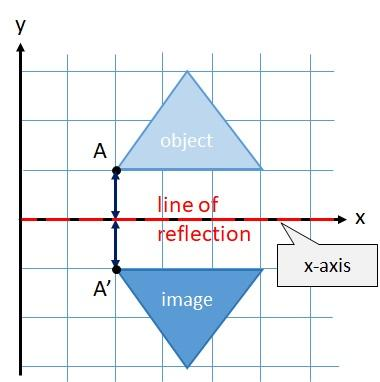 y
A
object
line of
reflection
x
x-axis
A’
image